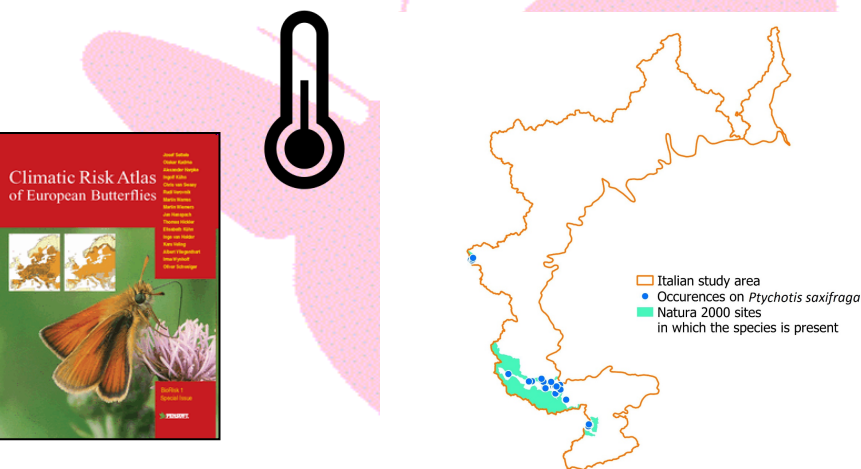 Climatic Risk Atlas
of European Butterflies
Josef Settele
Otakar Kudrna
Alexander Harpke
Ingolf Kühn
Chris van Swaay
Rudi Verovnik
Martin Warren
Martin Wiemers
Jan Hanspach
Thomas Hickler
Elisabeth Kühn
Inge van Halder
Kars Veling
Albert Vliegenthart
Irma Wynhoff
Oliver Schweiger
BioRisk 1
Special Issue
PENSOFT
Italian study area
Occurences on Ptychotis saxifraga
Natura 2000 sites
in which the species is present